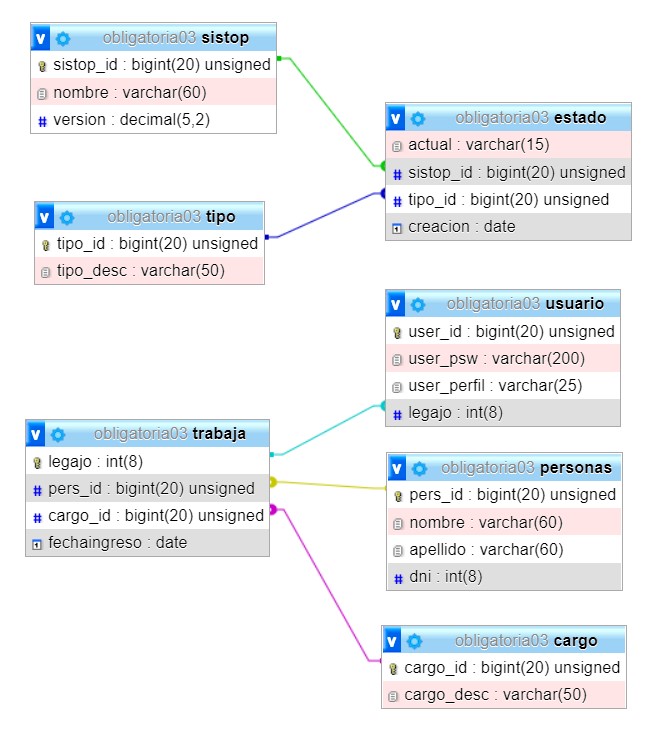 v obligatoria03 sistop
sistop_id : bigint(20) unsigned
nombre : varchar(60)
# version : decimal(5,2)
v obligatoria03 tipo
tipo_id : bigint(20) unsigned
tipo_desc : varchar(50)
v obligatoria03 estado
actual : varchar(15)
# sistop_id : bigint(20) unsigned
# tipo_id : bigint(20) unsigned
creacion : date
v obligatoria03 usuario
user_id : bigint(20) unsigned
user_psw : varchar(200)
user_perfil : varchar(25)
# legajo : int(8)
v obligatoria03 trabaja
legajo : int(8)
# pers_id : bigint(20) unsigned
# cargo_id : bigint(20) unsigned
fechaingreso : date
v obligatoria03 personas
pers_id : bigint(20) unsigned
nombre : varchar(60)
apellido : varchar(60)
# dni : int(8)
v obligatoria03 cargo
cargo_id : bigint(20) unsigned
cargo_desc : varchar(50)